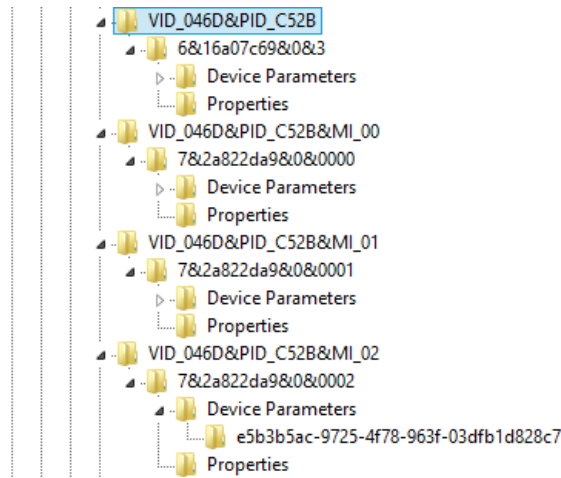 VID_046D&PID_C52B
6&16a07c69&0&3
Device Parameters
Properties
VID_046D&PID_C52B&MI_00
7&2a822da9&0&0000
Device Parameters
Properties
VID_046D&PID_C52B&MI_01
7&2a822da9&0&0001
Device Parameters
Properties
VID_046D&PID_C52B&MI_02
7&2a822da9&0&0002
Device Parameters
e5b3b5ac-9725-4f78-963f-03dfb1d828c7
Properties